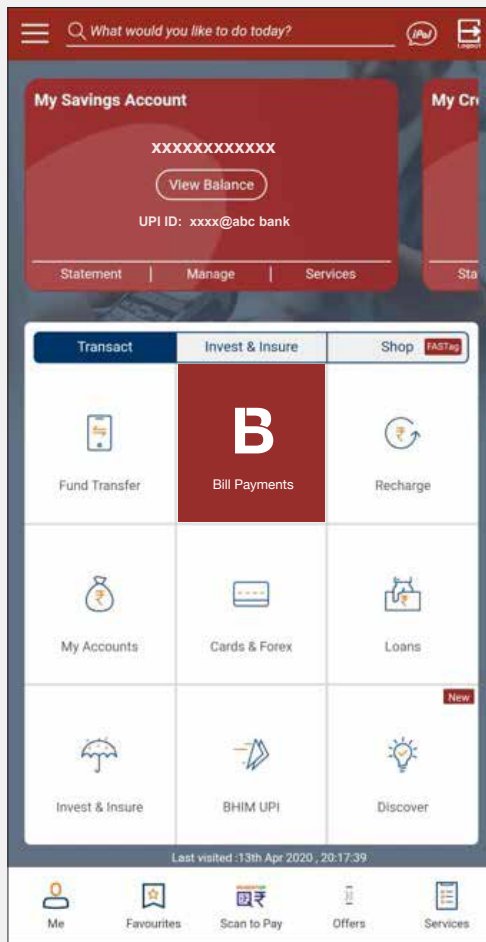 What would you like to do today?
iPal
Logout
My Savings Account
My Cre
xxxxxxxxxxxx
View Balance
UPI ID: xxxx@abc bank
Statement | Manage | Services
Sta
Transact Invest & Insure Shop FASTag
B
Fund Transfer Bill Payments Recharge
My Accounts Cards & Forex Loans
New
Invest & Insure BHIM UPI Discover
Last visited :13th Apr 2020 , 20:17:39
Me Favourites Scan to Pay Offers Services